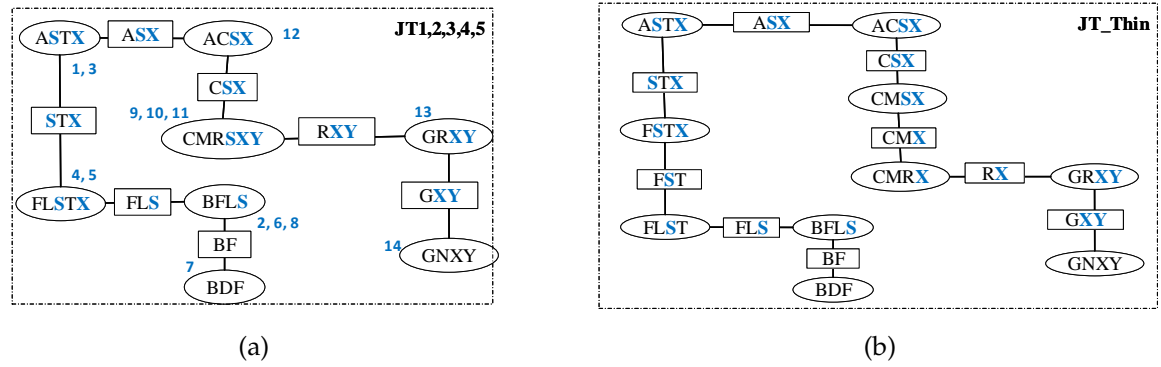 JT1,2,3,4,5
ASTX ASX ACSX 12
1, 3
CSX
STX
9, 10, 11
13
CMRSXY RXY GRXY
4, 5
GXY
FLSTX FLS BFLS
2, 6, 8
BF
14 GNXY
7
BDF
(a)
JT_Thin
ASTX ASX ACSX
CSX
STX
CMSX
FSTX
CMX
FST
CMRX RX GRXY
GXY
FLST FLS BFLS
BF
GNXY
BDF
(b)